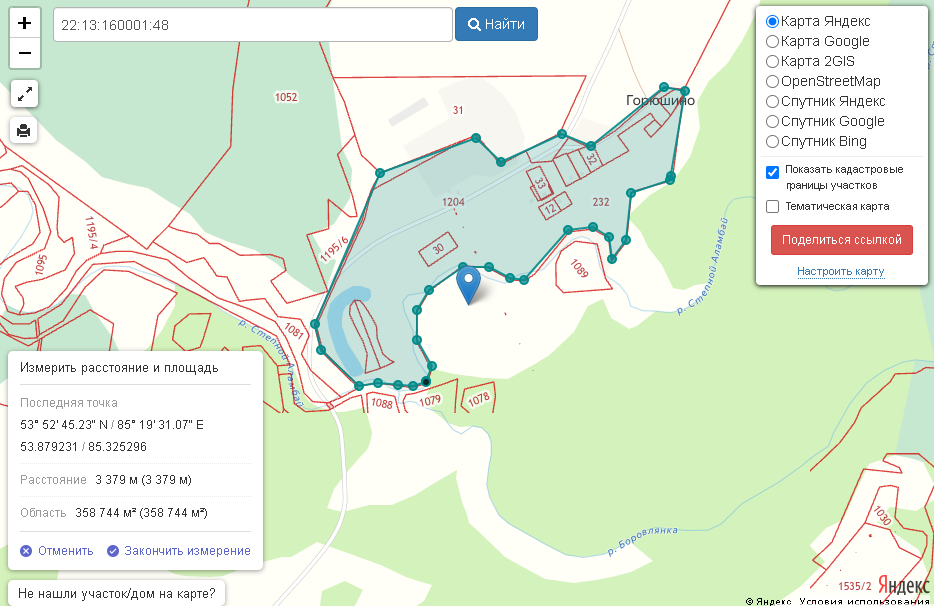 +
22:13:160001:48
Найти
−
Карта Яндекс
Карта Google
Карта 2GIS
OpenStreetMap
Спутник Яндекс
Спутник Google
Спутник Bing
Показать кадастровые
границы участков
Тематическая карта
Поделиться ссылкой
Настроить карту
1052
31
Горюшино
32
33
12
1204
232
1195/4
1195/6
30
1095
1089
р. Степной Аламбай
1081
р. Степной Аламбай
1088
1079
1078
Измерить расстояние и площадь
Последняя точка
53° 52' 45.23" N / 85° 19' 31.07" E
53.879231 / 85.325296
Расстояние 3 379 м (3 379 м)
Область 358 744 м² (358 744 м²)
Отменить
Закончить измерение
р. Боровлянка
1030
1535/2
Яндекс
Не нашли участок/дом на карте?
© Яндекс Условия использования